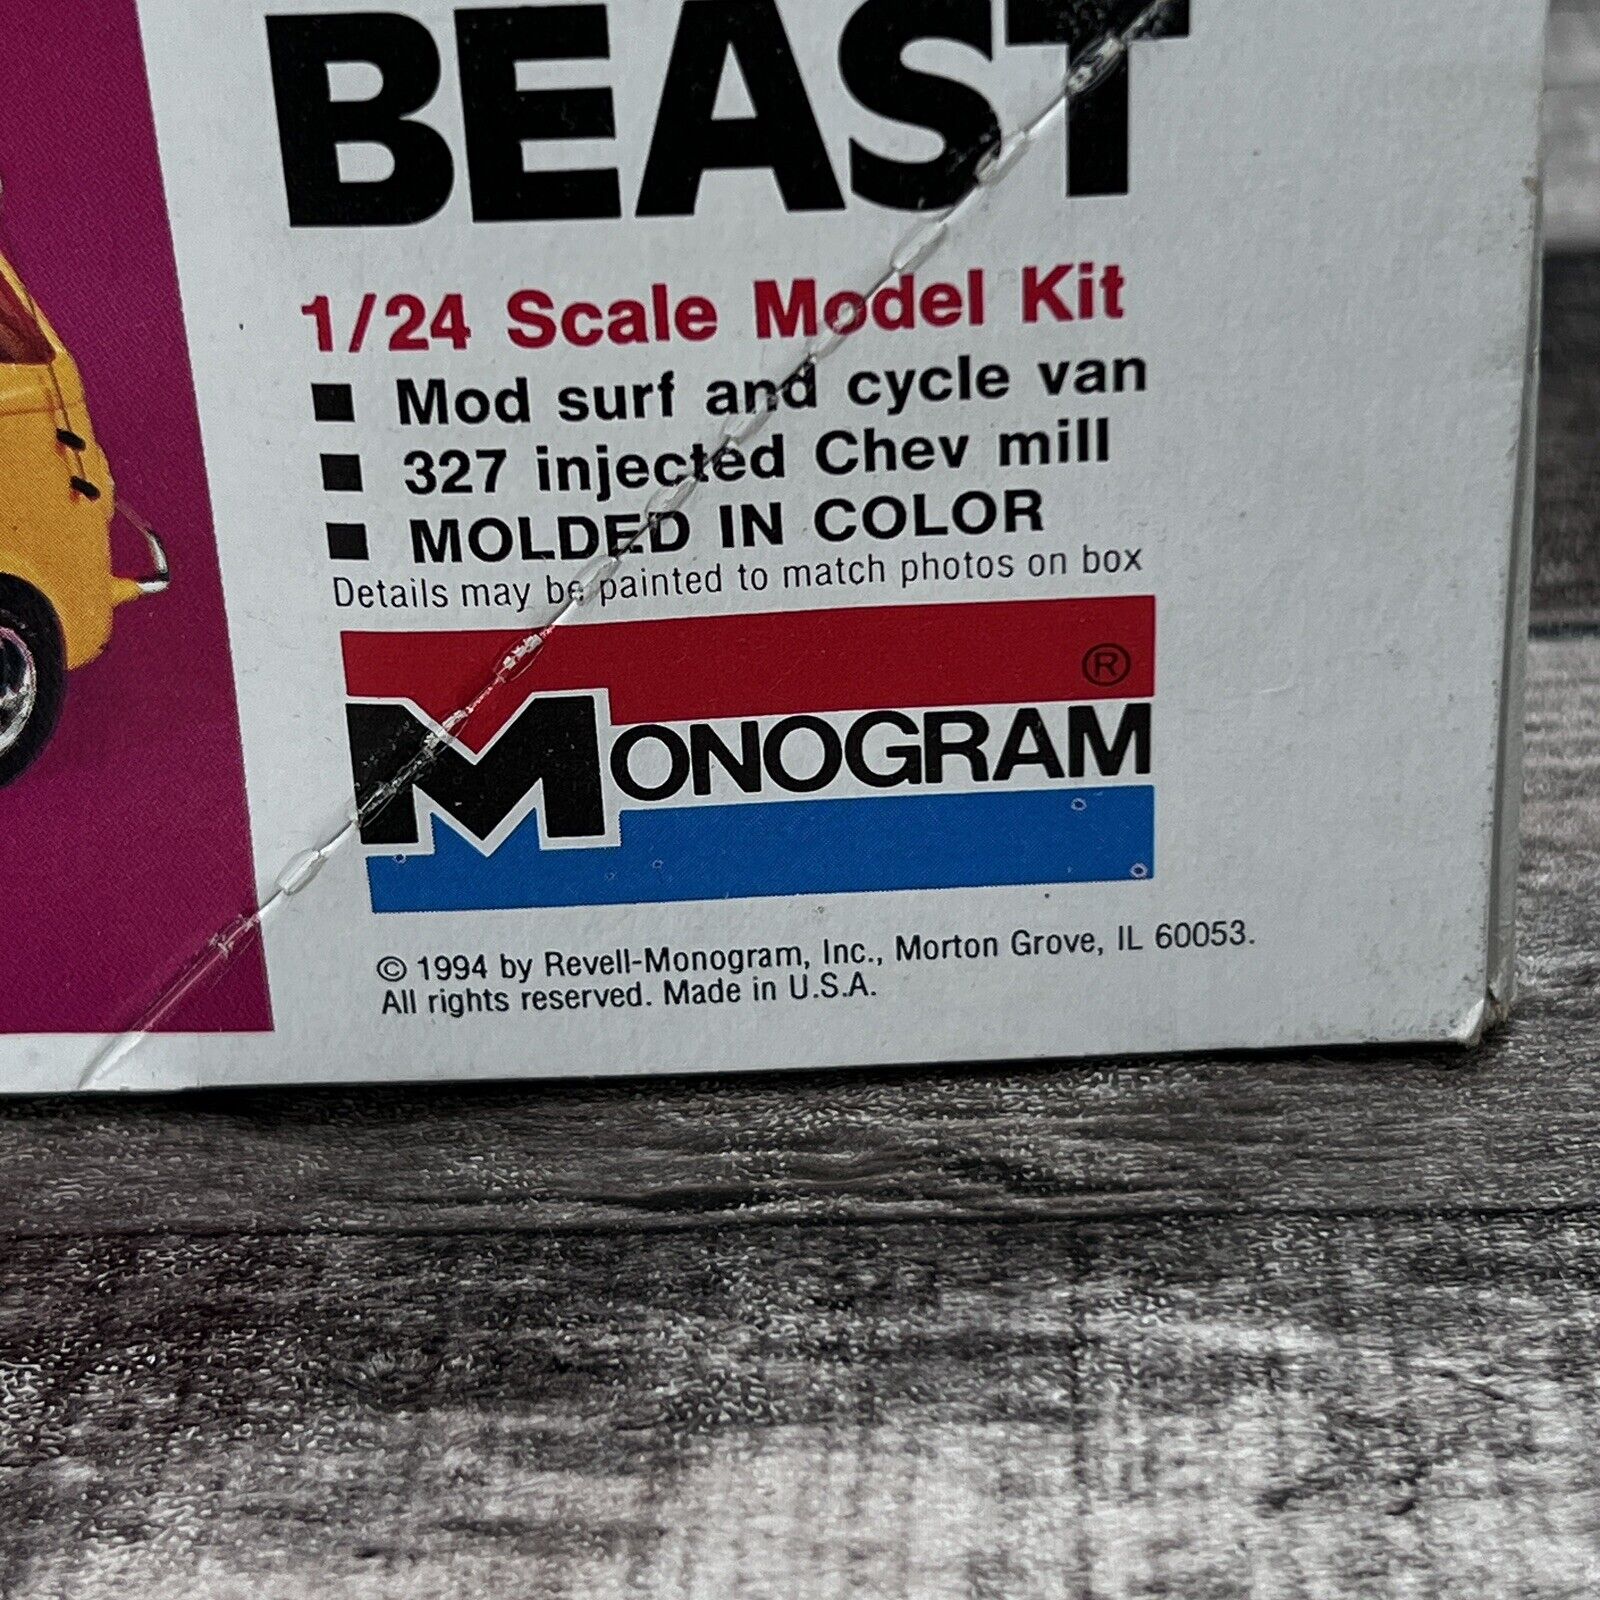 BEAST
1/24 Scale Model Kit
■ Mod surf and cycle van
■ 327 injected Chev mill
■ MOLDED IN COLOR
Details may be painted to match photos on box
®
MONOGRAM
© 1994 by Revell-Monogram, Inc., Morton Grove, IL 60053.
All rights reserved. Made in U.S.A.